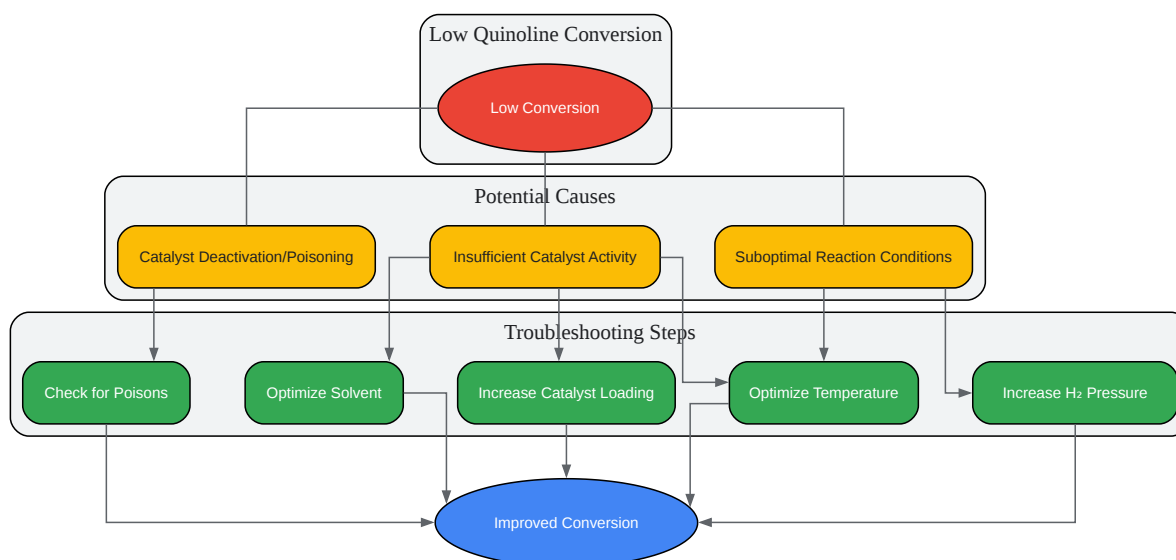 Low Quinoline Conversion
Low Conversion
Potential Causes
Catalyst Deactivation/Poisoning
Insufficient Catalyst Activity
Suboptimal Reaction Conditions
Troubleshooting Steps
Check for Poisons
Optimize Solvent
Increase Catalyst Loading
Optimize Temperature
Increase H₂ Pressure
Improved Conversion